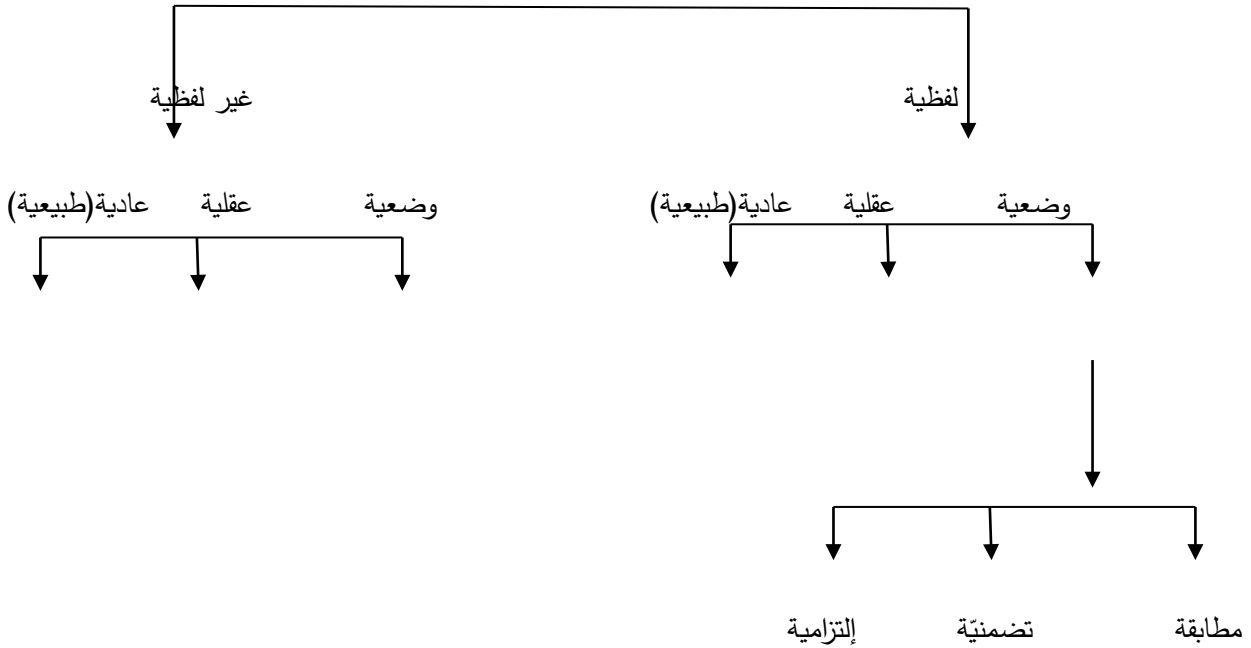 لفظية غير لفظية
وضعية عقلية عادية(طبيعية) وضعية عقلية عادية(طبيعية)
مطابقة تضمنيّة إلتزامية